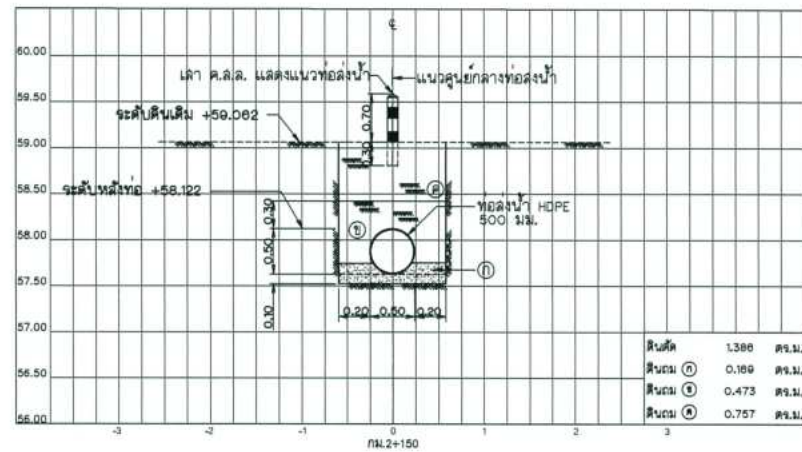 ℄
60.00
เสา ค.ส.ล. แสดงแนวท่อส่งน้ำ
แนวศูนย์กลางท่อส่งน้ำ
59.50
ระดับดินเดิม +59.062
0.70
59.00
0.30
58.50
ระดับหลังท่อ +58.122
ค
ท่อส่งน้ำ HDPE
500 มม.
0.30
ข
58.00
0.50
ก
57.50
0.10
0.20 0.50 0.20
57.00
56.50
56.00
ดินตัด 1.386 ตร.ม.
ดินถม ก 0.169 ตร.ม.
ดินถม ข 0.473 ตร.ม.
ดินถม ค 0.757 ตร.ม.
-3 -2 -1 0 1 2 3
กม.2+150